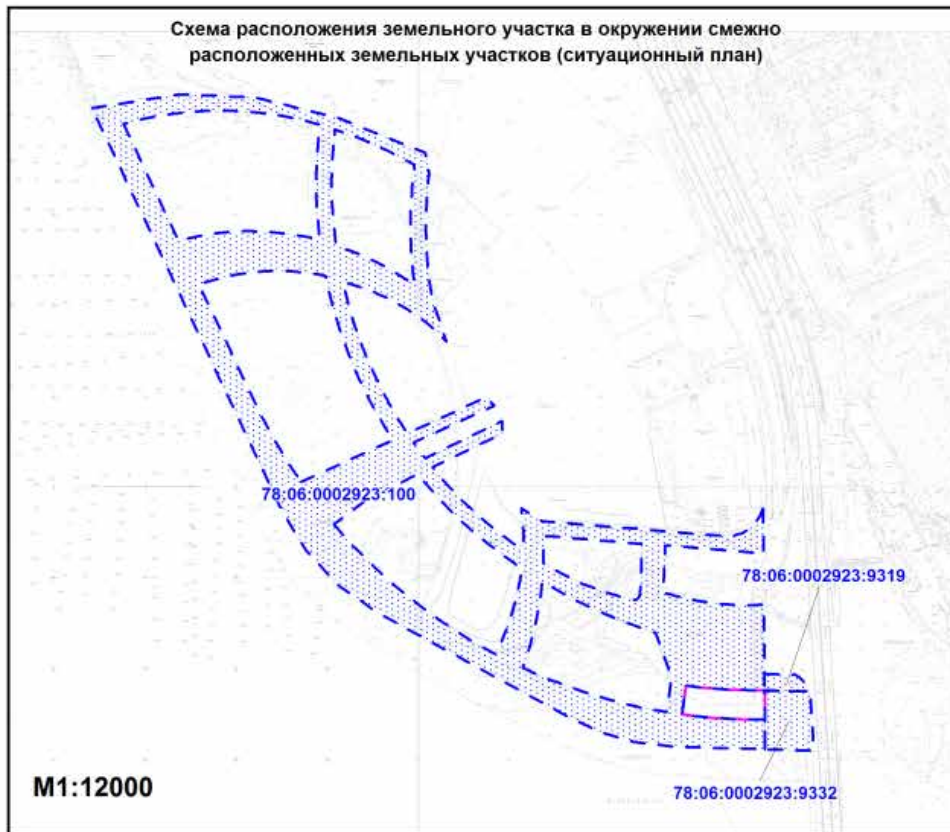 Схема расположения земельного участка в окружении смежно
расположенных земельных участков (ситуационный план)
78:06:0002923:100
78:06:0002923:9319
78:06:0002923:9332
М1:12000